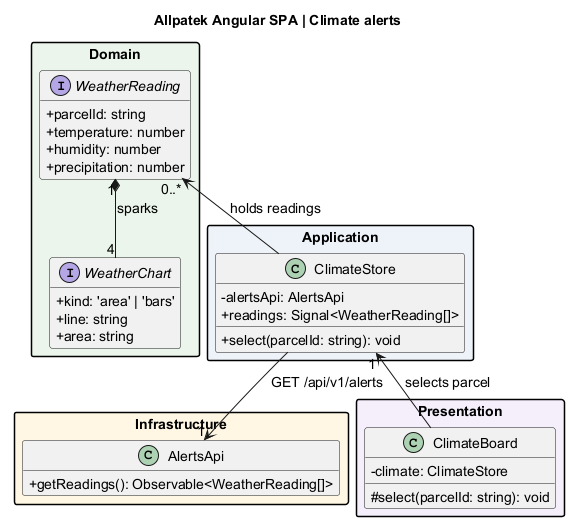 Allpatek Angular SPA | Climate alerts
Domain
I WeatherReading
+parcelId: string
+temperature: number
+humidity: number
+precipitation: number
1
0..*
sparks
holds readings
4
I WeatherChart
+kind: 'area' | 'bars'
+line: string
+area: string
Application
C ClimateStore
-alertsApi: AlertsApi
+readings: Signal<WeatherReading[]>
+select(parcelId: string): void
1
GET /api/v1/alerts
selects parcel
Infrastructure
1
C AlertsApi
+getReadings(): Observable<WeatherReading[]>
Presentation
C ClimateBoard
-climate: ClimateStore
#select(parcelId: string): void